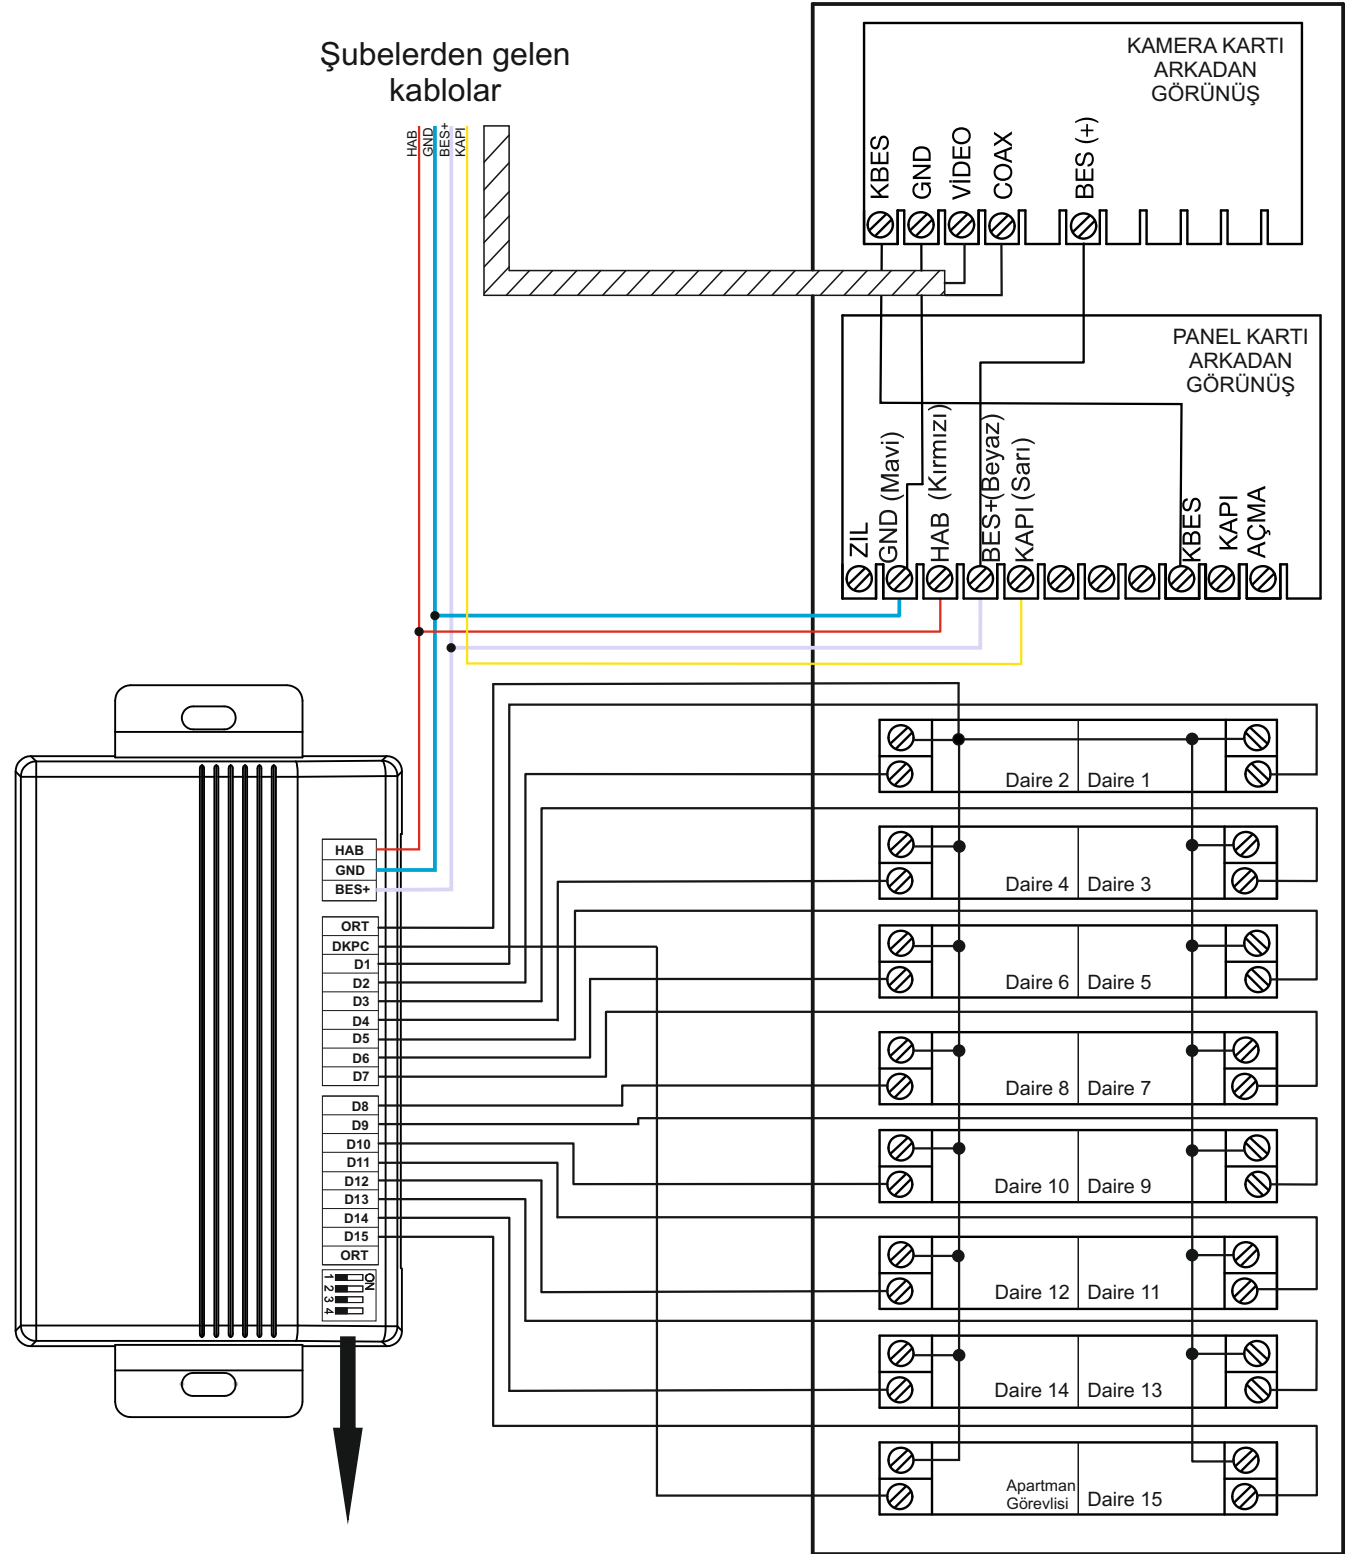 Şubelerden gelen
kablolar
HAB
GND
BES+
KAPI
KAMERA KARTI
ARKADAN
GÖRÜNÜŞ
KBES
GND
VİDEO
COAX
BES (+)
PANEL KARTI
ARKADAN
GÖRÜNÜŞ
ZIL
GND (Mavi)
HAB (Kırmızı)
BES+(Beyaz)
KAPI (Sarı)
KBES
KAPI
AÇMA
HAB
GND
BES+
ORT
DKPC
D1
D2
D3
D4
D5
D6
D7
D8
D9
D10
D11
D12
D13
D14
D15
ORT
ON
1
2
3
4
Daire 2 Daire 1
Daire 4 Daire 3
Daire 6 Daire 5
Daire 8 Daire 7
Daire 10 Daire 9
Daire 12 Daire 11
Daire 14 Daire 13
Apartman
Görevlisi Daire 15